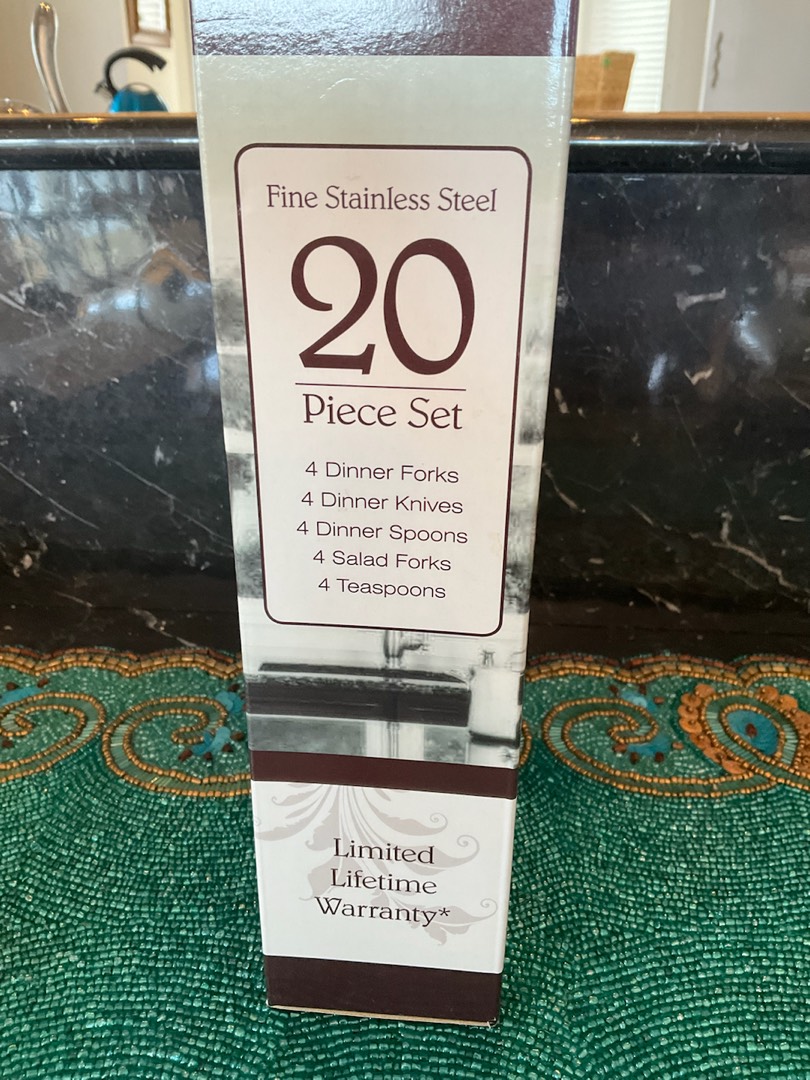 Fine Stainless Steel
20
Piece Set
4 Dinner Forks
4 Dinner Knives
4 Dinner Spoons
4 Salad Forks
4 Teaspoons
Limited
Lifetime
Warranty*